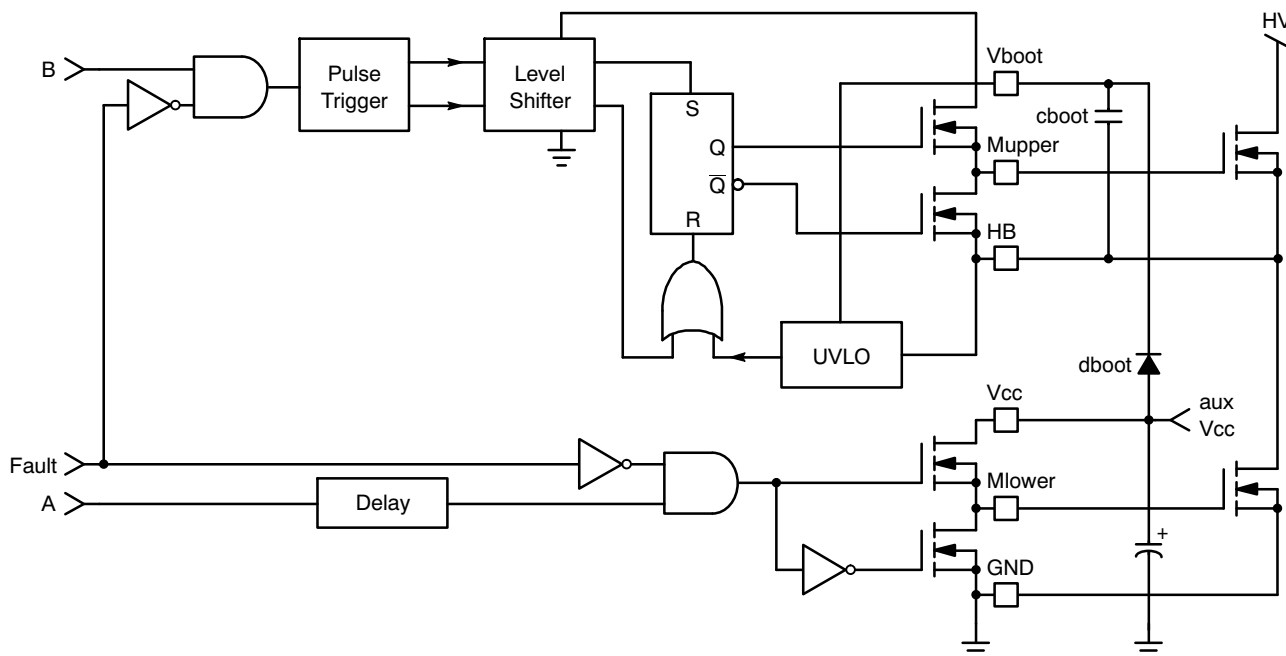 HV
B
Pulse
Trigger
Level
Shifter
Vboot
cboot
S
Q
Q̅
R
Mupper
HB
UVLO
dboot
Vcc
aux
Vcc
Fault
A
Delay
Mlower
+
GND